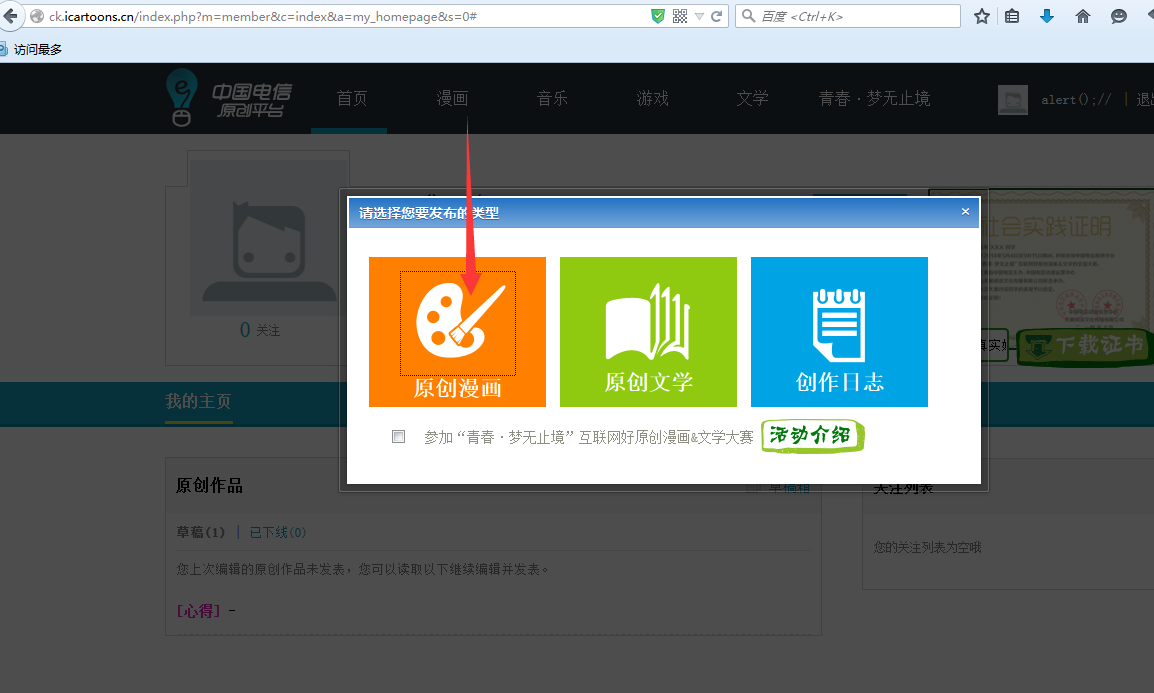 ck.icartoons.cn/index.php?m=member&c=index&a=my_homepage&s=0#
百度 <Ctrl+K>
访问最多
中国电信
原创平台
首页
漫画
音乐
游戏
文学
青春·梦无止境
alert();//
|
退出
请选择您要发布的类型
×
社会实践证明
0 关注
原创漫画
原创文学
创作日志
真实姓
下载证书
我的主页
参加“青春·梦无止境”互联网好原创漫画&文学大赛
活动介绍
原创作品
草稿箱
关注列表
草稿(1) | 已下线(0)
您上次编辑的原创作品未发表，您可以读取以下继续编辑并发表。
您的关注列表为空哦
[心得] -